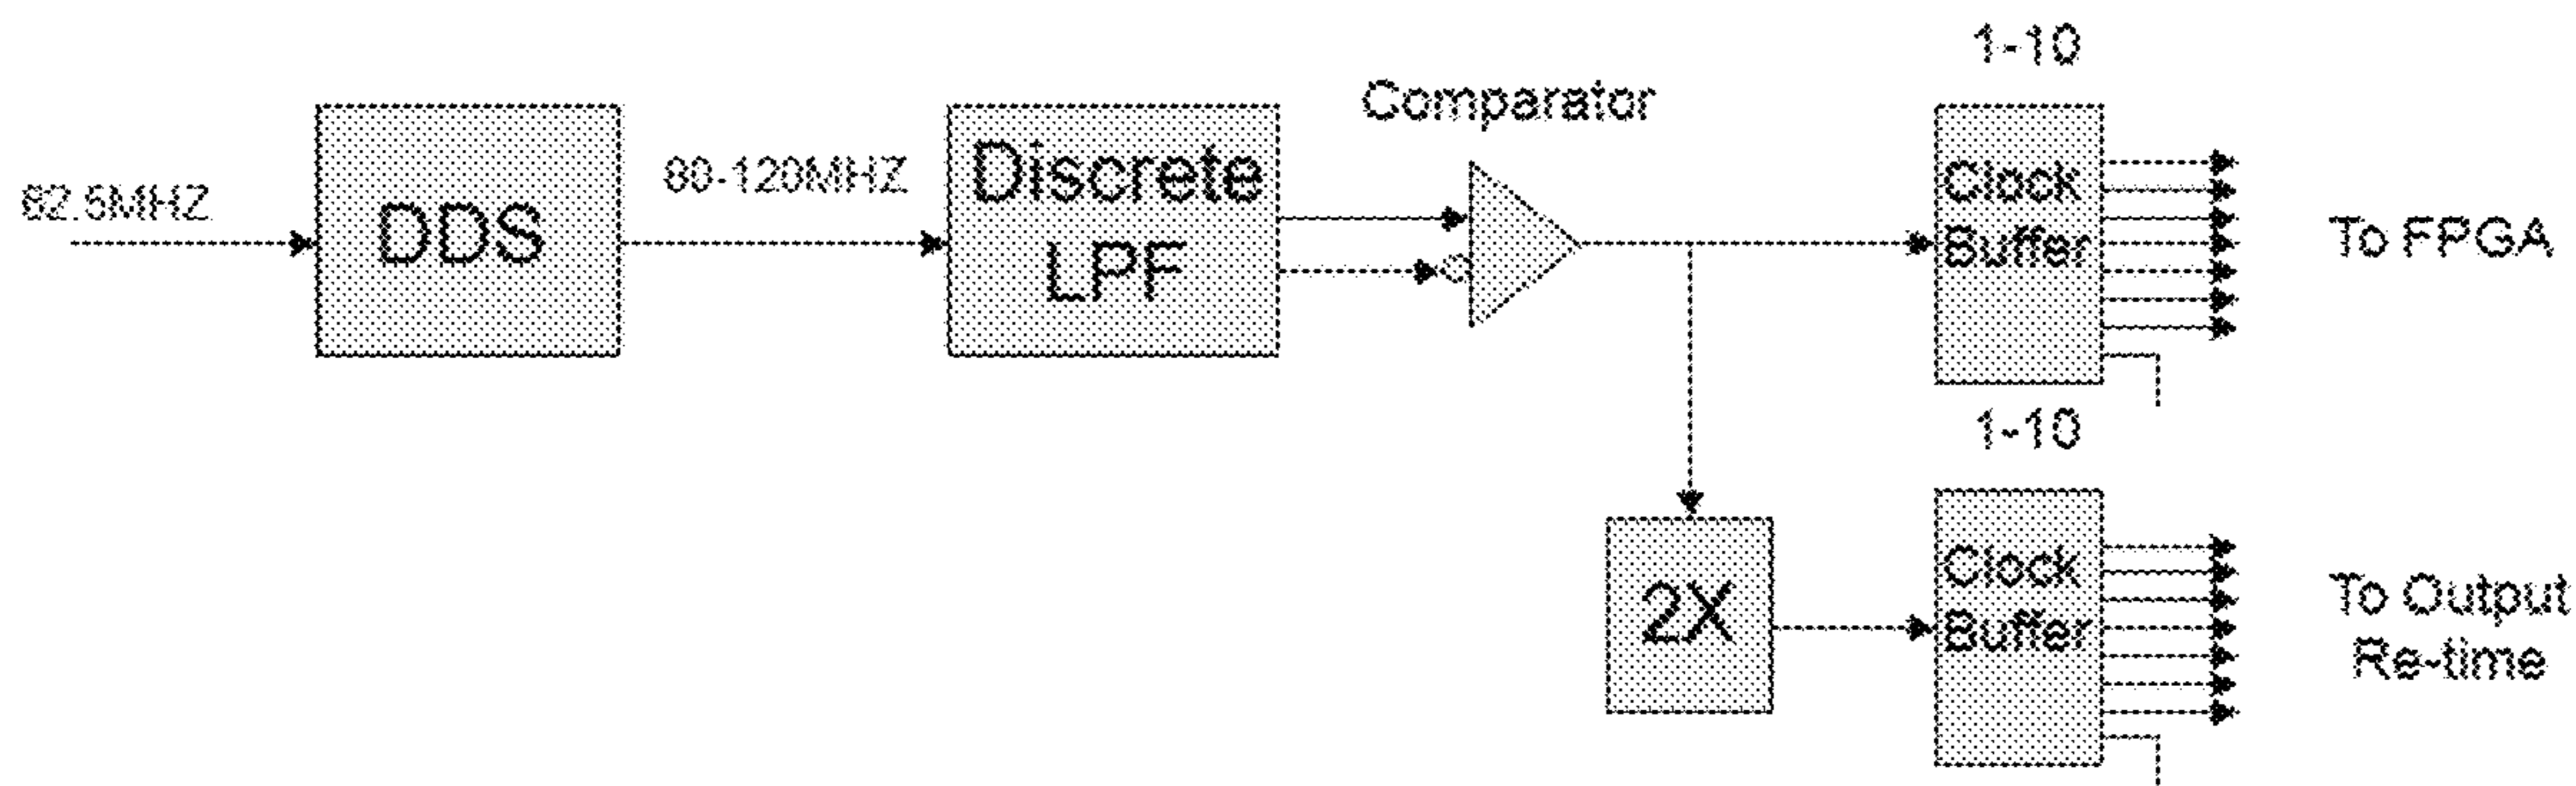 62.5MHZ
DDS
80-120MHZ
Discrete
LPF
Comparator
1-10
Clock
Buffer
To FPGA
2X
1-10
Clock
Buffer
To Output
Re-time